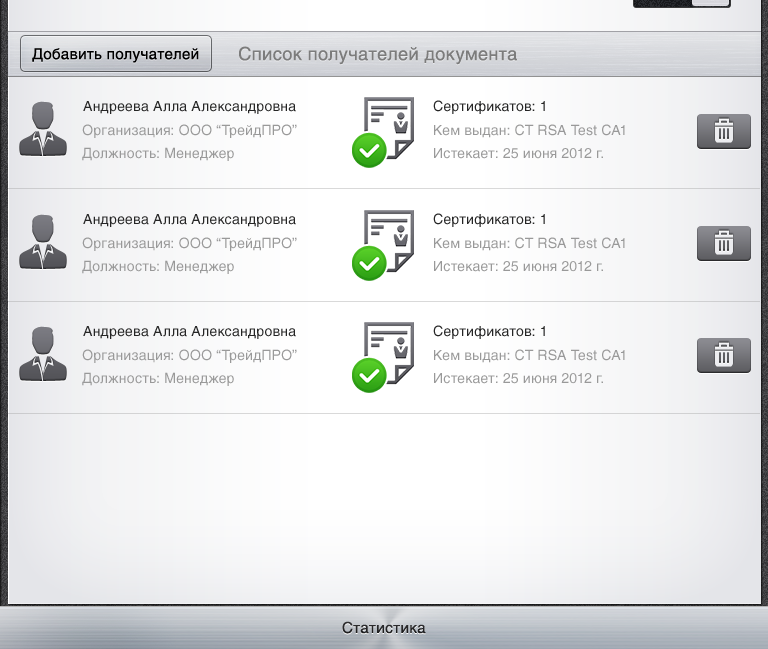 Добавить получателей Список получателей документа
Андреева Алла Александровна Сертификатов: 1
Организация: ООО “ТрейдПРО” Кем выдан: CT RSA Test CA1
Должность: Менеджер Истекает: 25 июня 2012 г.
Андреева Алла Александровна Сертификатов: 1
Организация: ООО “ТрейдПРО” Кем выдан: CT RSA Test CA1
Должность: Менеджер Истекает: 25 июня 2012 г.
Андреева Алла Александровна Сертификатов: 1
Организация: ООО “ТрейдПРО” Кем выдан: CT RSA Test CA1
Должность: Менеджер Истекает: 25 июня 2012 г.
Статистика